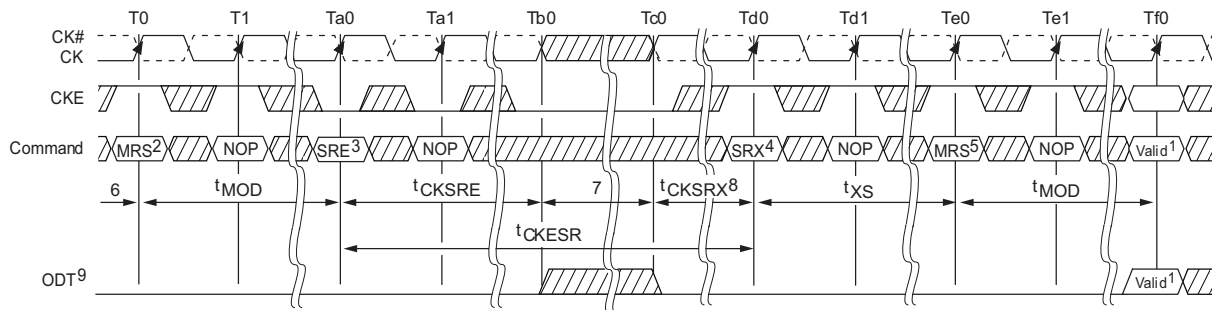 T0 T1 Ta0 Ta1 Tb0 Tc0 Td0 Td1 Te0 Te1 Tf0
CK#
CK
CKE
Command MRS2 NOP SRE3 NOP SRX4 NOP MRS5 NOP Valid1
6 tMOD tCKSRE 7 tCKSRX8 tXS tMOD
tCKESR
ODT9 Valid1